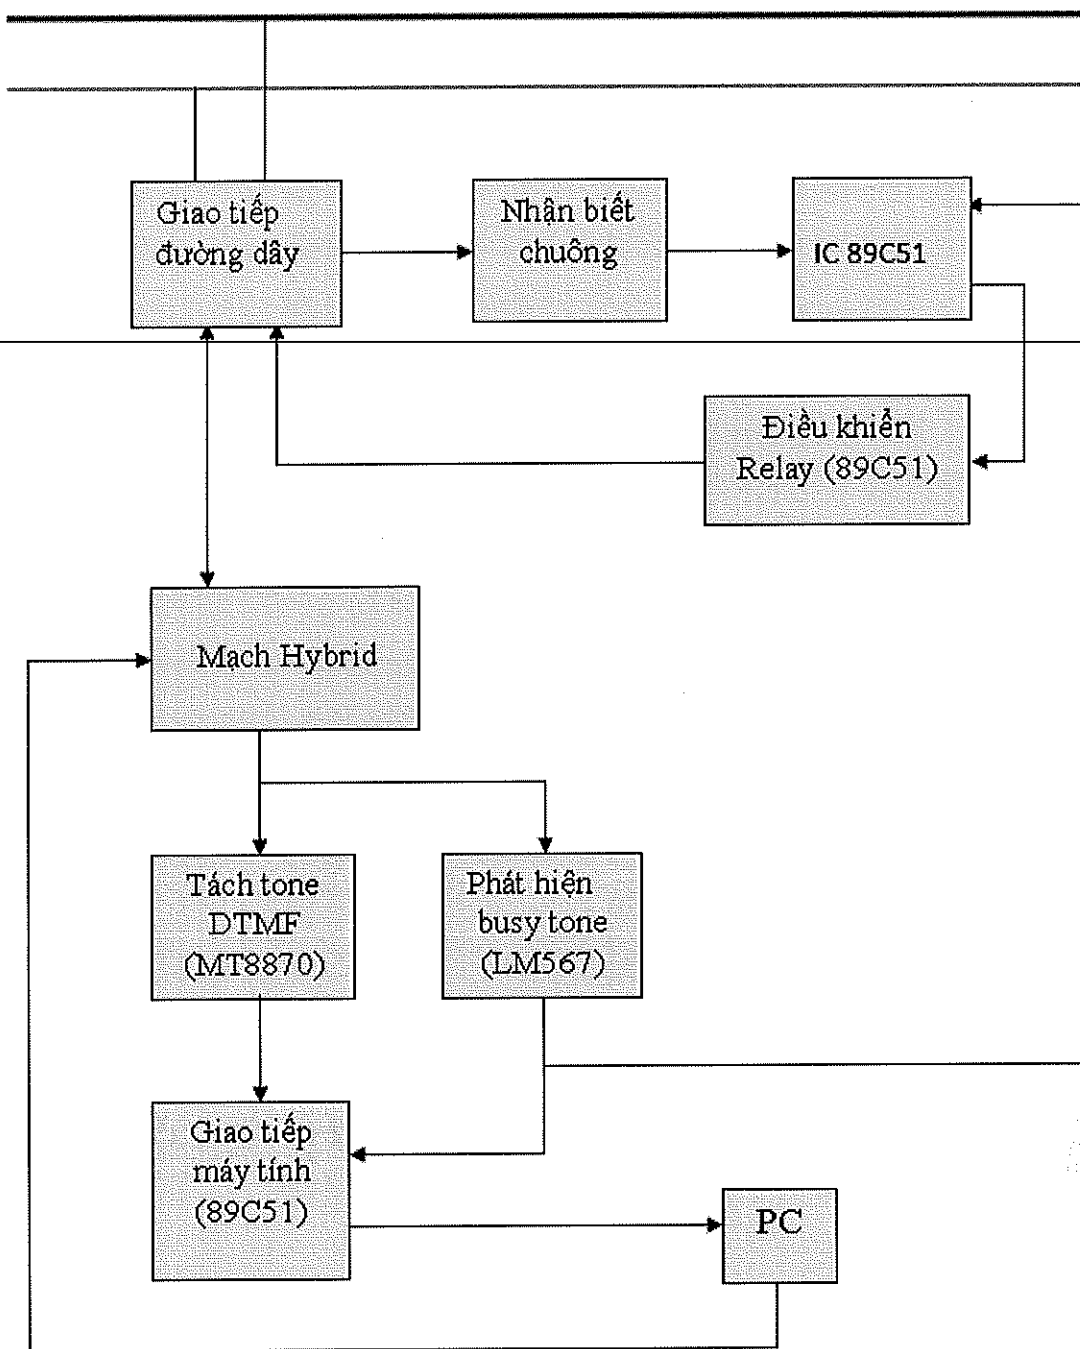 Giao tiếp
đường dây
Nhận biết
chuông
IC 89C51
Điều khiển
Relay (89C51)
Mạch Hybrid
Tách tone
DTMF
(MT8870)
Phát hiện
busy tone
(LM567)
Giao tiếp
máy tính
(89C51)
PC